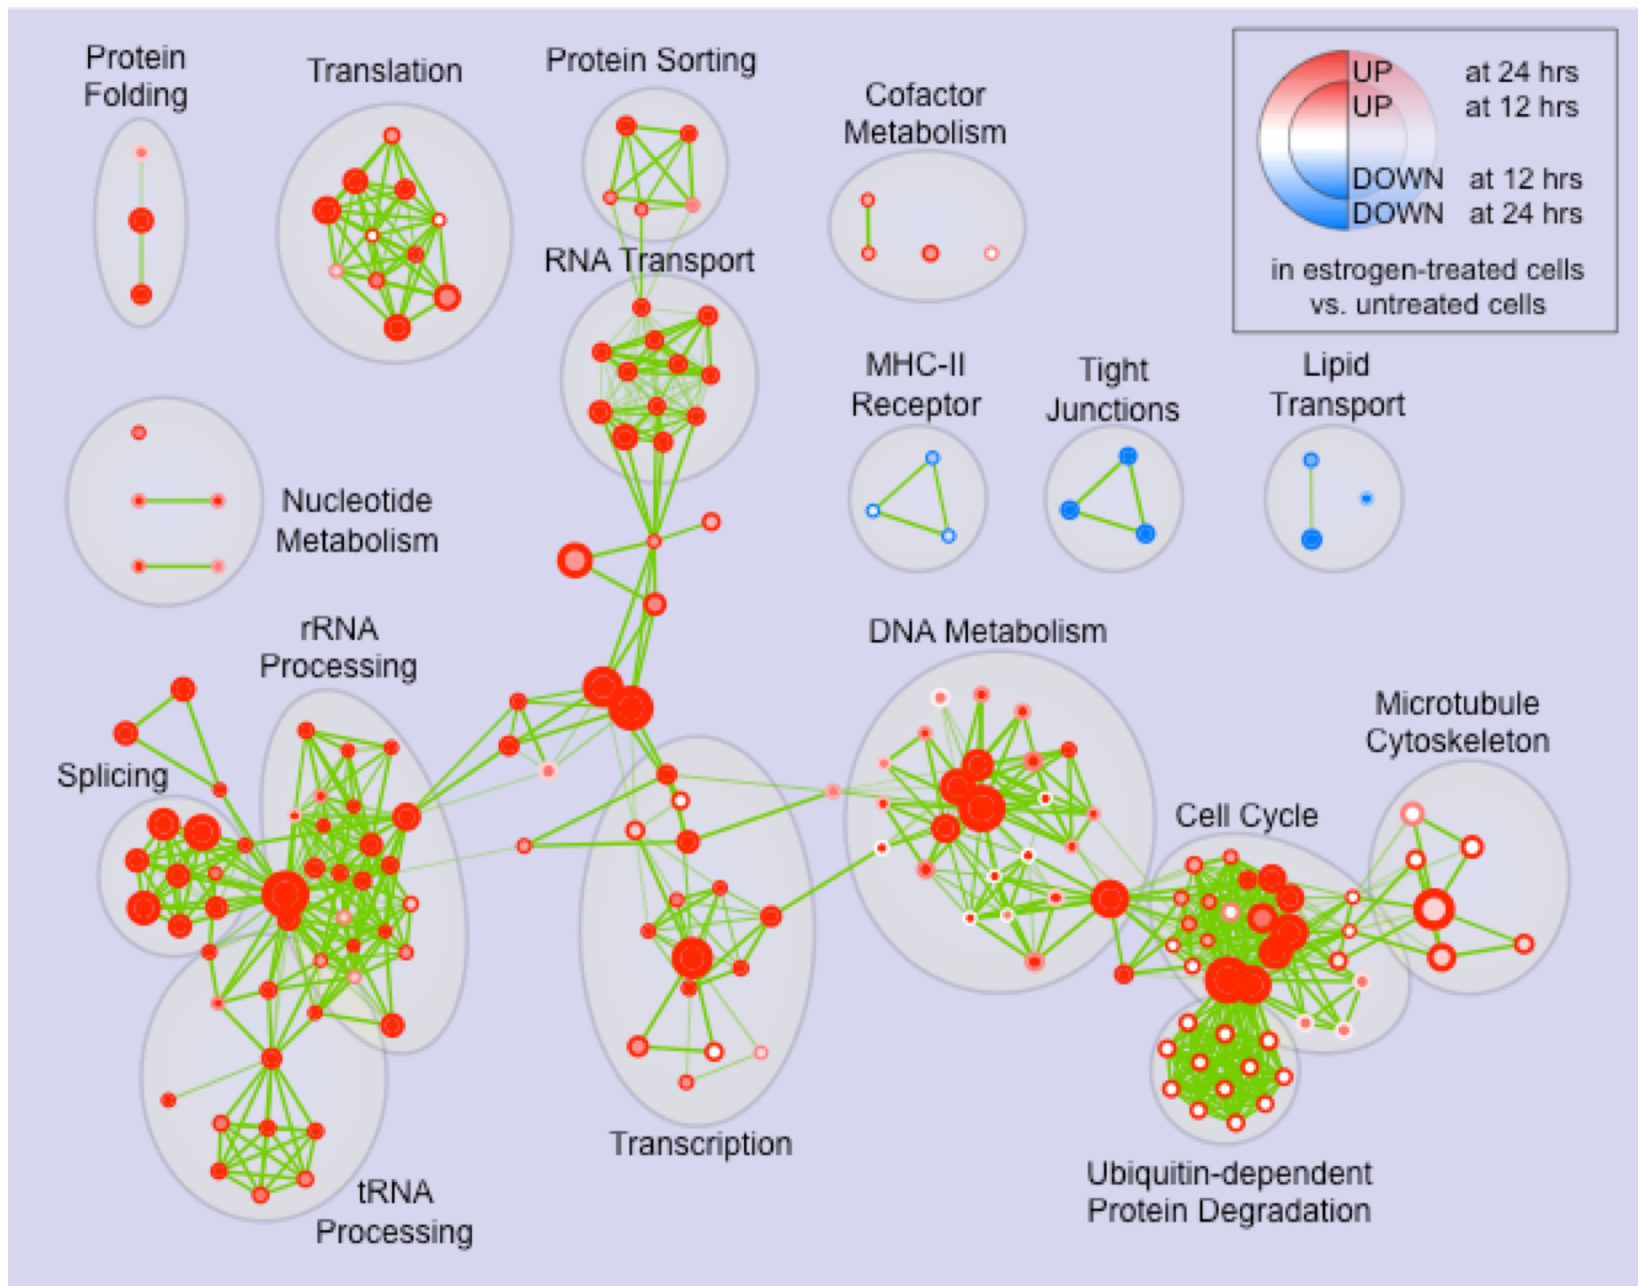 Protein
Folding
Translation
Protein Sorting
Cofactor
Metabolism
UP at 24 hrs
UP at 12 hrs
DOWN at 12 hrs
DOWN at 24 hrs
in estrogen-treated cells
vs. untreated cells
RNA Transport
MHC-II
Receptor
Tight
Junctions
Lipid
Transport
Nucleotide
Metabolism
rRNA
Processing
DNA Metabolism
Microtubule
Cytoskeleton
Splicing
Cell Cycle
Transcription
Ubiquitin-dependent
Protein Degradation
tRNA
Processing